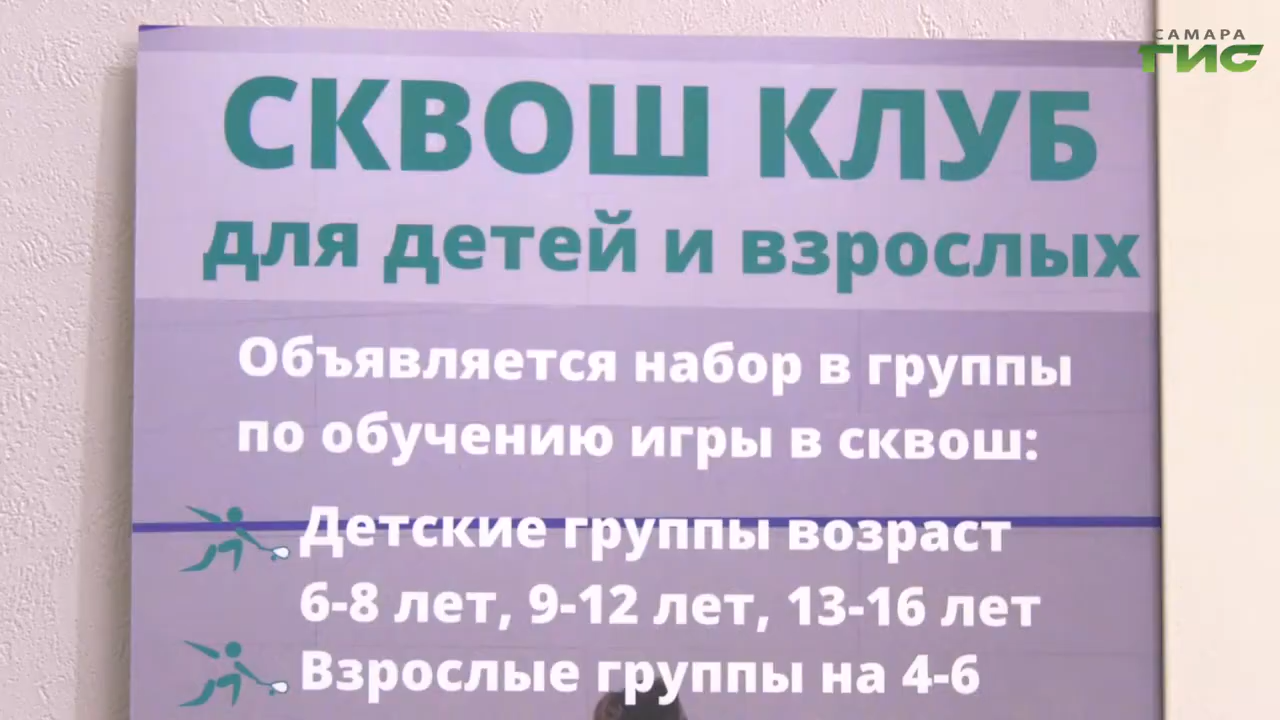 САМАРА
ГИС
СКВОШ КЛУБ
для детей и взрослых
Объявляется набор в группы
по обучению игры в сквош:
Детские группы возраст
6-8 лет, 9-12 лет, 13-16 лет
Взрослые группы на 4-6